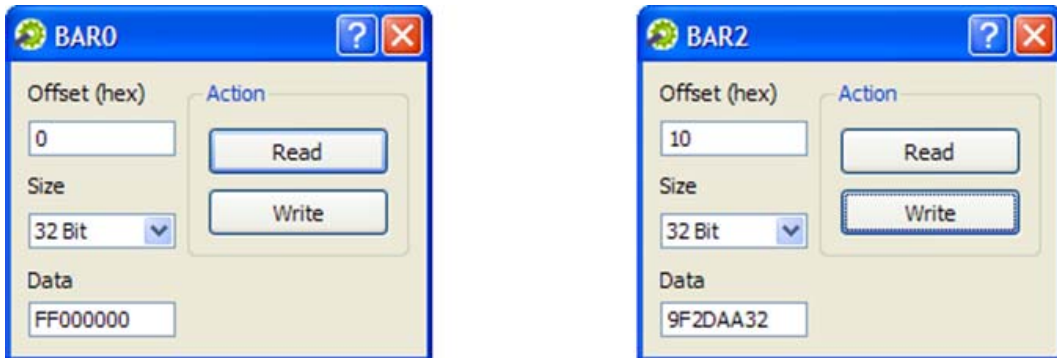 BAR0
Offset (hex)
Action
0
Read
Size
Write
32 Bit
Data
FF000000
BAR2
Offset (hex)
Action
10
Read
Size
Write
32 Bit
Data
9F2DAA32